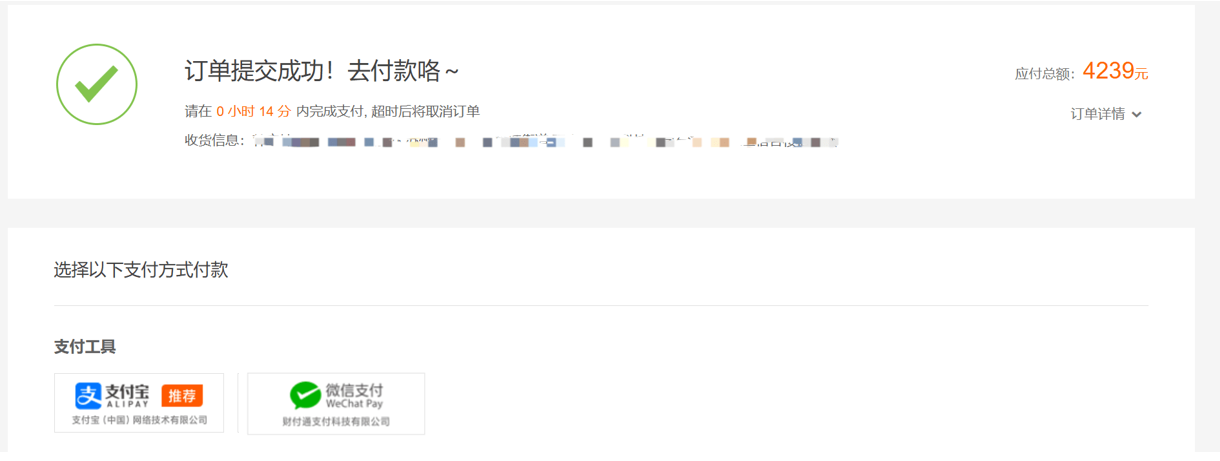 订单提交成功！去付款咯～
应付总额：4239元
请在 0 小时 14 分 内完成支付, 超时后将取消订单
订单详情
收货信息：
选择以下支付方式付款
支付工具
支付宝 推荐
ALIPAY
支付宝（中国）网络技术有限公司
微信支付
WeChat Pay
财付通支付科技有限公司